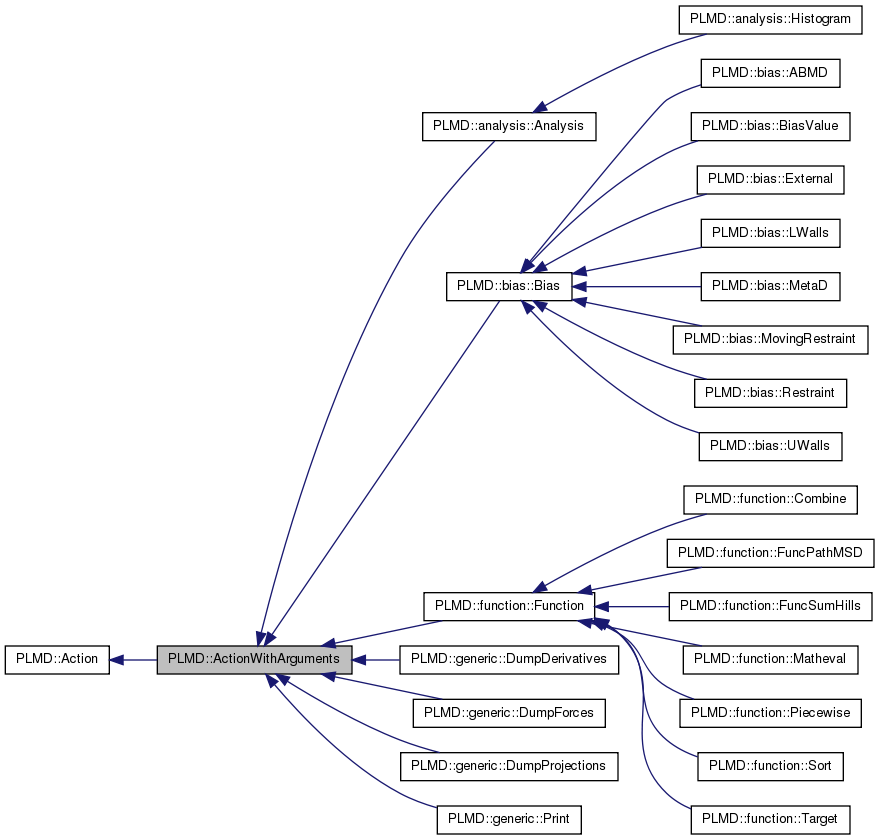 PLMD::analysis::Histogram
PLMD::bias::ABMD
PLMD::analysis::Analysis
PLMD::bias::BiasValue
PLMD::bias::External
PLMD::bias::LWalls
PLMD::bias::Bias
PLMD::bias::MetaD
PLMD::bias::MovingRestraint
PLMD::bias::Restraint
PLMD::bias::UWalls
PLMD::function::Combine
PLMD::function::FuncPathMSD
PLMD::function::Function
PLMD::function::FuncSumHills
PLMD::Action
PLMD::ActionWithArguments
PLMD::generic::DumpDerivatives
PLMD::function::Matheval
PLMD::generic::DumpForces
PLMD::function::Piecewise
PLMD::generic::DumpProjections
PLMD::function::Sort
PLMD::generic::Print
PLMD::function::Target